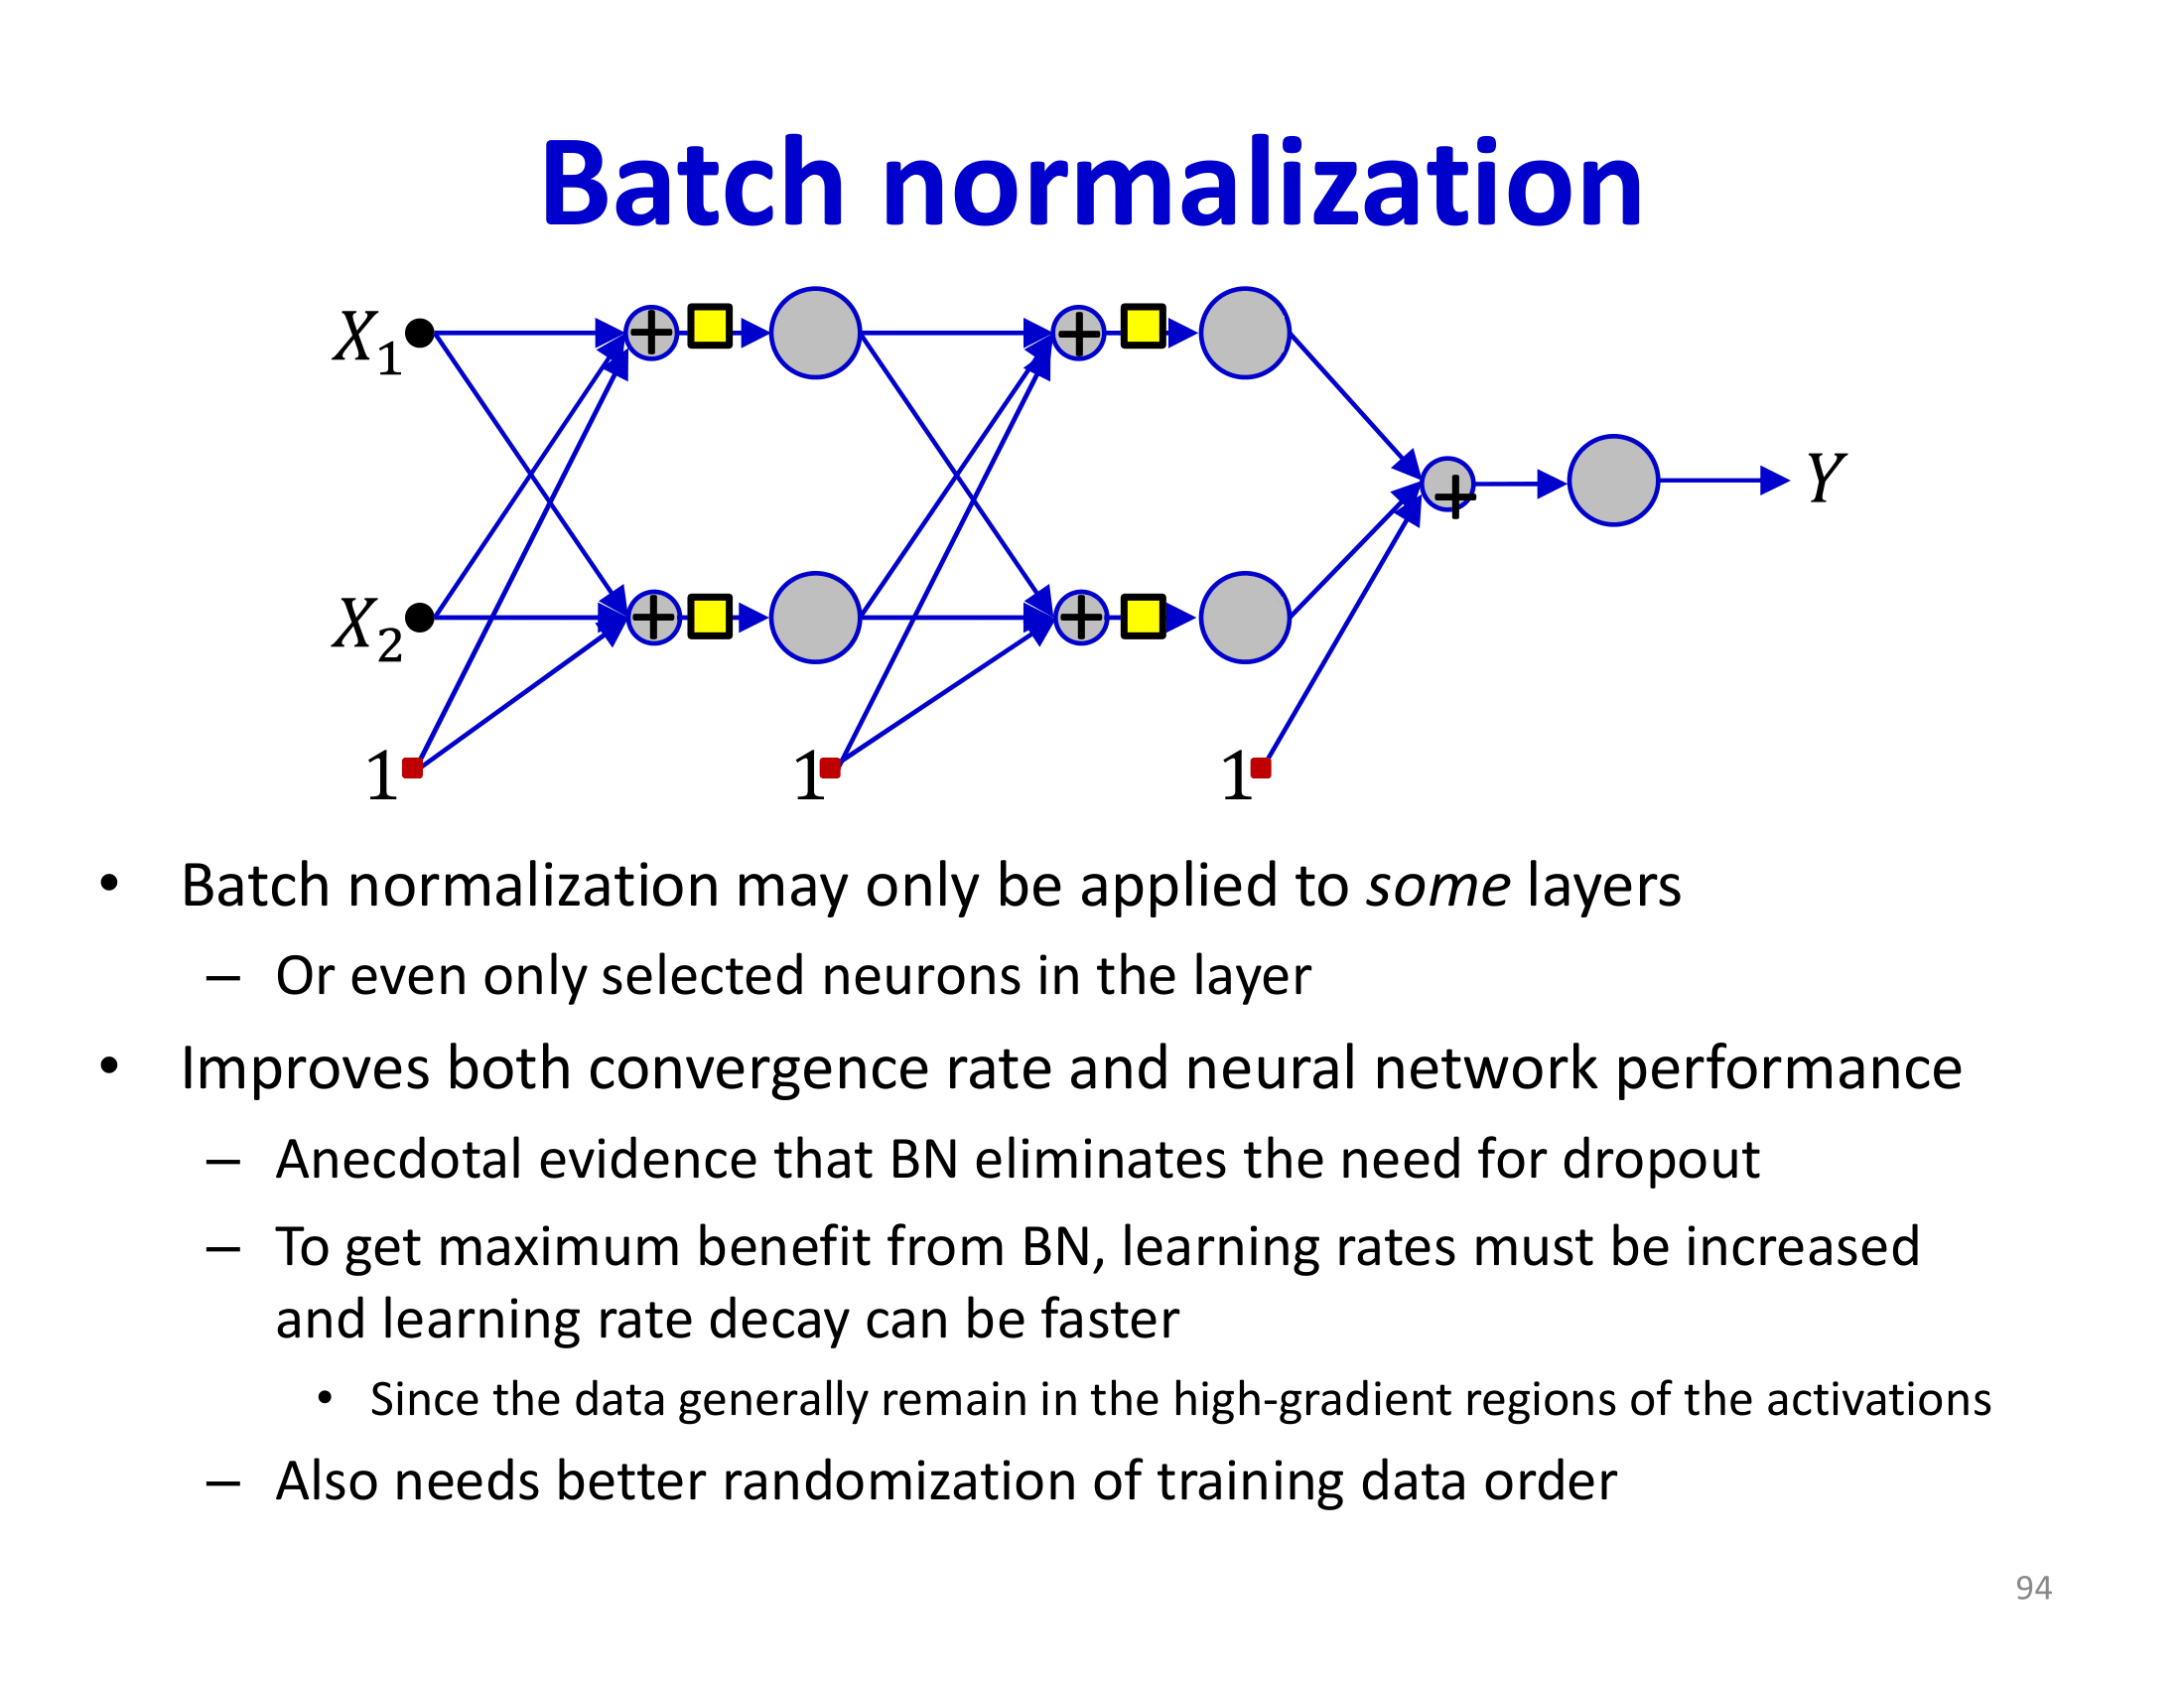 Batch normalization
X₁
+
+
Y
+
X₂
+
+
1
1
1
• Batch normalization may only be applied to some layers
– Or even only selected neurons in the layer
• Improves both convergence rate and neural network performance
– Anecdotal evidence that BN eliminates the need for dropout
– To get maximum benefit from BN, learning rates must be increased
and learning rate decay can be faster
• Since the data generally remain in the high-gradient regions of the activations
– Also needs better randomization of training data order
94